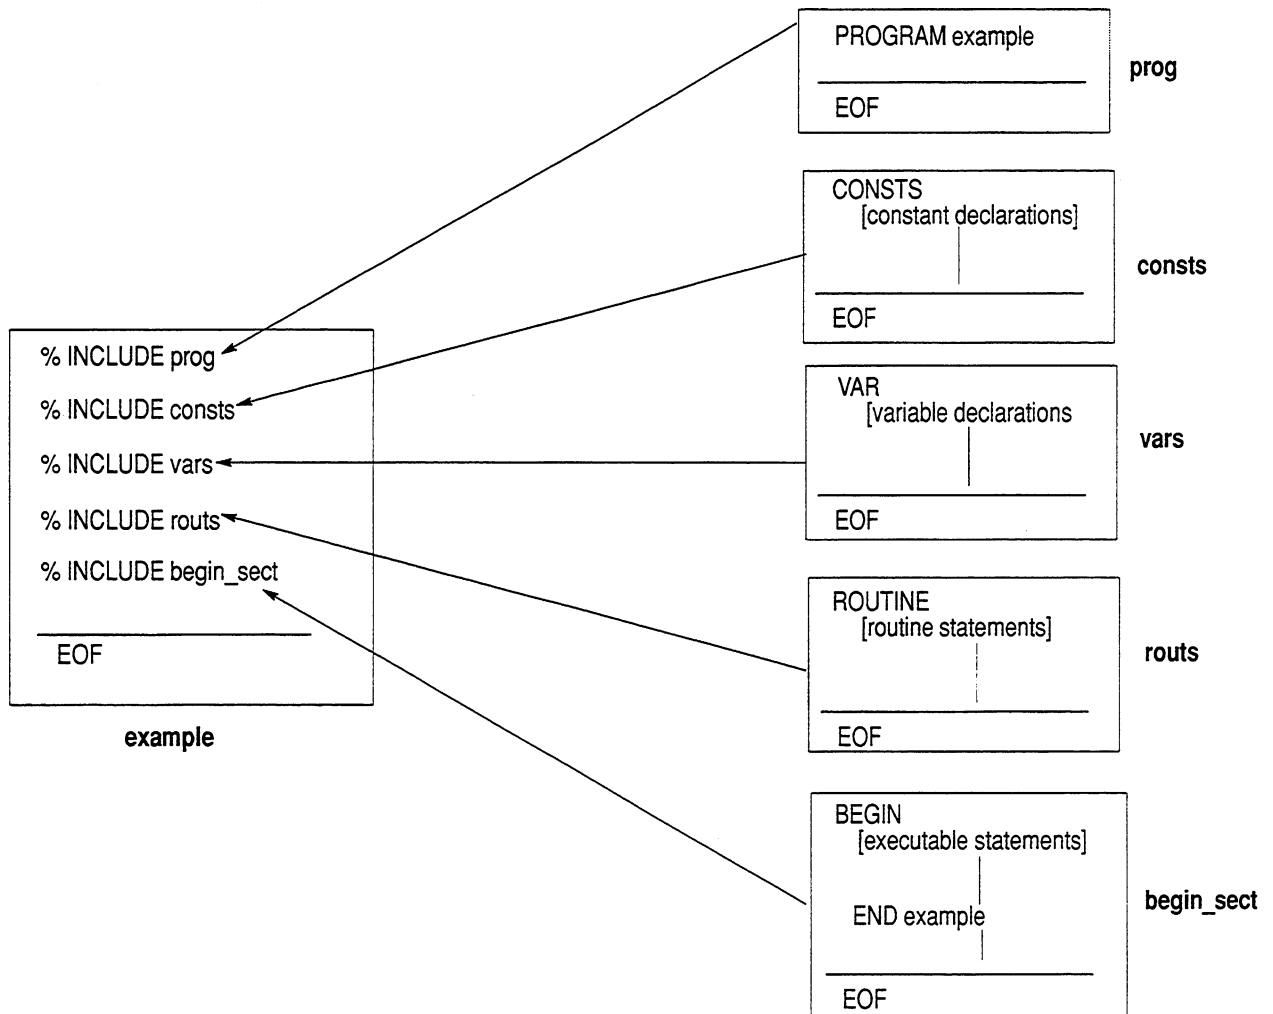 PROGRAM example
EOF
prog
CONSTS
[constant declarations]
EOF
consts
% INCLUDE prog
% INCLUDE consts
% INCLUDE vars
% INCLUDE routs
% INCLUDE begin_sect
EOF
example
VAR
[variable declarations
EOF
vars
ROUTINE
[routine statements]
EOF
routs
BEGIN
[executable statements]
END example
EOF
begin_sect